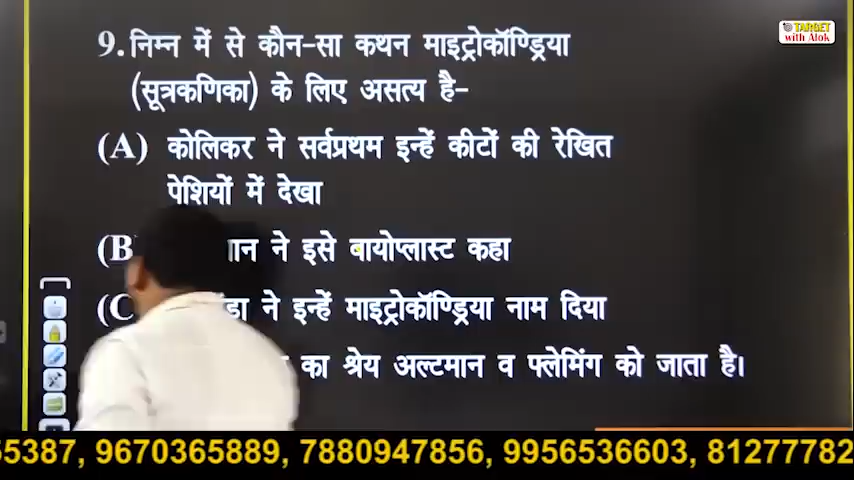 TARGET
with Alok
9. निम्न में से कौन-सा कथन माइट्रोकॉण्ड्रिया
(सूत्रकणिका) के लिए असत्य है-
(A) कोलिकर ने सर्वप्रथम इन्हें कीटों की रेखित
पेशियों में देखा
(B) ने इसे बायोप्लास्ट कहा
(C ने इन्हें माइट्रोकॉण्ड्रिया नाम दिया
का श्रेय अल्टमान व फ्लेमिंग को जाता है।
55387, 9670365889, 7880947856, 9956536603, 81277782